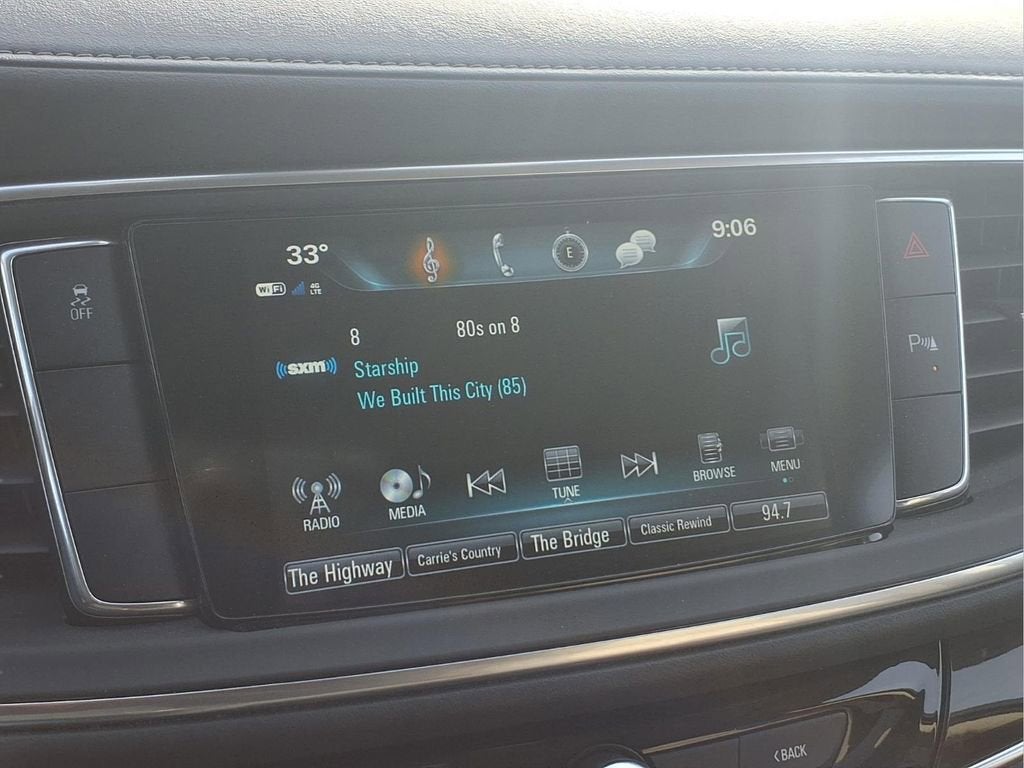 33°
9:06
E
WiFi
4G
LTE
OFF
8
80s on 8
((sxm))
Starship
We Built This City (85)
P
RADIO
MEDIA
TUNE
BROWSE
MENU
The Highway
Carrie's Country
The Bridge
Classic Rewind
94.7
‹BACK